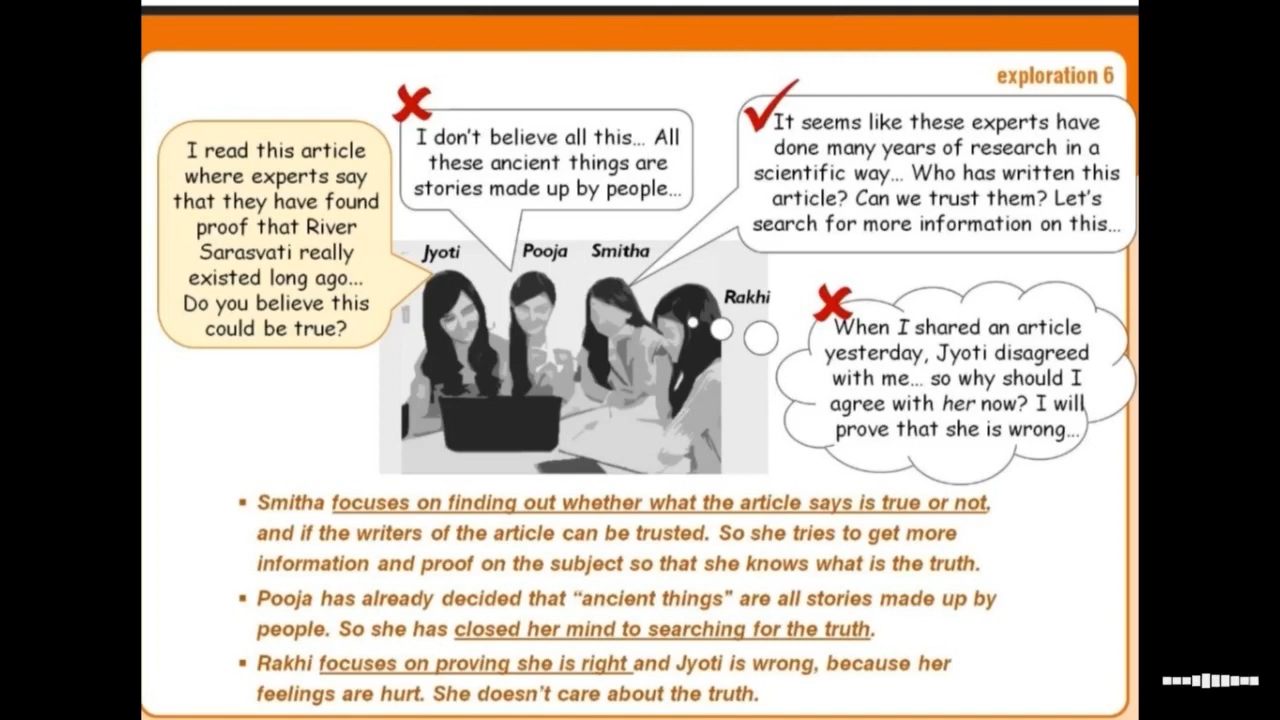 exploration 6
I read this article
where experts say
that they have found
proof that River
Sarasvati really
existed long ago...
Do you believe this
could be true?
I don't believe all this... All
these ancient things are
stories made up by people...
It seems like these experts have
done many years of research in a
scientific way... Who has written this
article? Can we trust them? Let's
search for more information on this...
Jyoti
Pooja
Smitha
Rakhi
When I shared an article
yesterday, Jyoti disagreed
with me... so why should I
agree with her now? I will
prove that she is wrong...
▪ Smitha focuses on finding out whether what the article says is true or not,
and if the writers of the article can be trusted. So she tries to get more
information and proof on the subject so that she knows what is the truth.
▪ Pooja has already decided that “ancient things” are all stories made up by
people. So she has closed her mind to searching for the truth.
▪ Rakhi focuses on proving she is right and Jyoti is wrong, because her
feelings are hurt. She doesn't care about the truth.